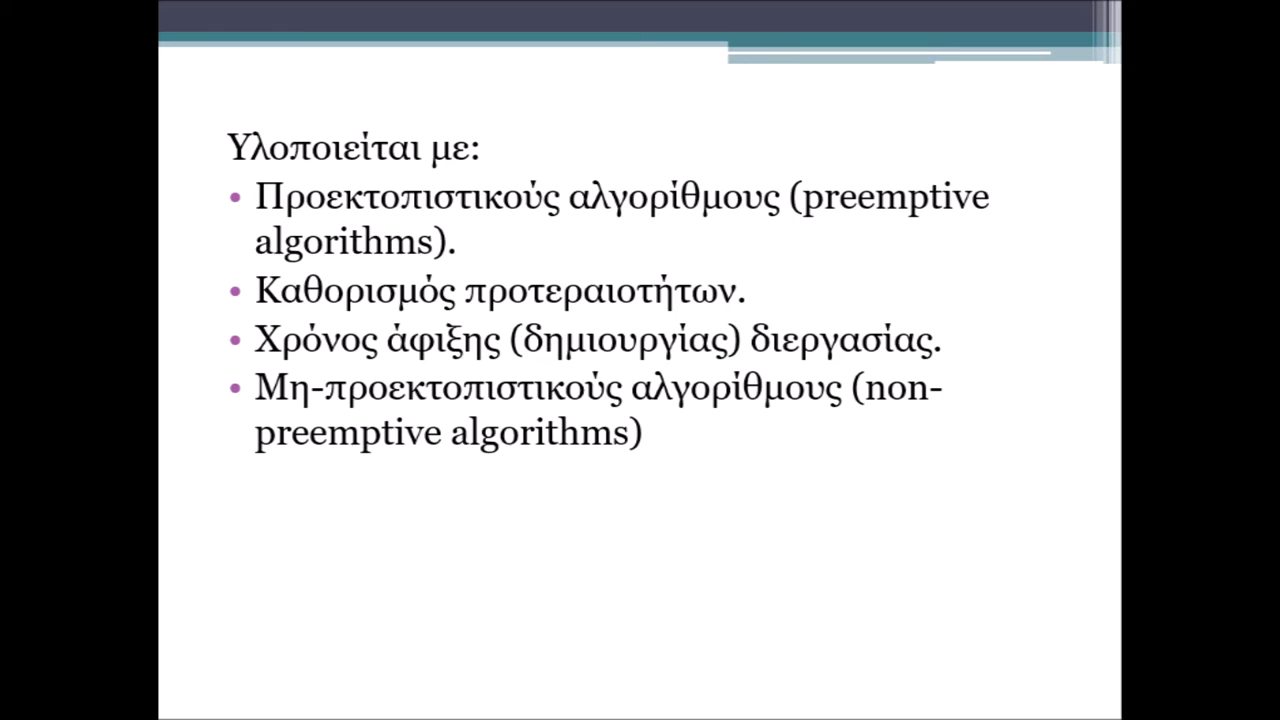 Υλοποιείται με:
• Προεκτοπιστικούς αλγορίθμους (preemptive
algorithms).
• Καθορισμός προτεραιοτήτων.
• Χρόνος άφιξης (δημιουργίας) διεργασίας.
• Μη-προεκτοπιστικούς αλγορίθμους (non-
preemptive algorithms)